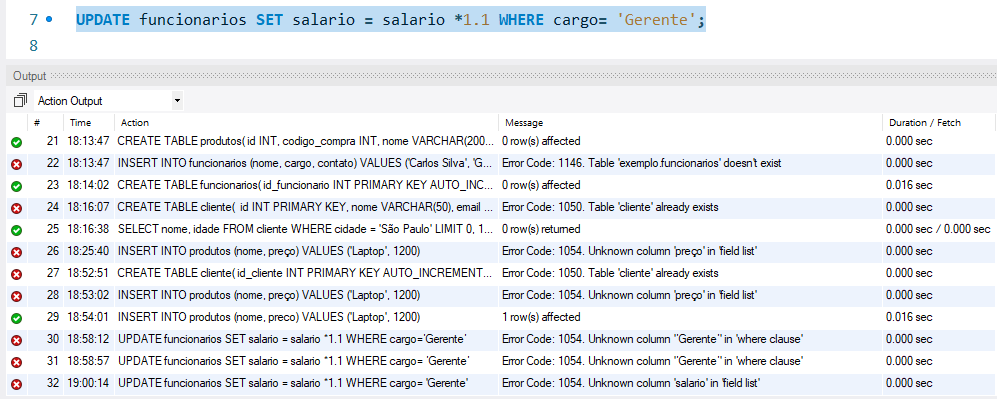 7 UPDATE funcionarios SET salario = salario *1.1 WHERE cargo= 'Gerente';
8
Output
Action Output
# Time Action Message Duration / Fetch
21 18:13:47 CREATE TABLE produtos( id INT, codigo_compra INT, nome VARCHAR(200... 0 row(s) affected 0.000 sec
22 18:13:47 INSERT INTO funcionarios (nome, cargo, contato) VALUES ('Carlos Silva', 'G... Error Code: 1146. Table 'exemplo.funcionarios' doesn't exist 0.000 sec
23 18:14:02 CREATE TABLE funcionarios( id_funcionario INT PRIMARY KEY AUTO_INC... 0 row(s) affected 0.016 sec
24 18:16:07 CREATE TABLE cliente( id INT PRIMARY KEY, nome VARCHAR(50), email ... Error Code: 1050. Table 'cliente' already exists 0.000 sec
25 18:16:38 SELECT nome, idade FROM cliente WHERE cidade = 'São Paulo' LIMIT 0, 1... 0 row(s) returned 0.000 sec / 0.000 sec
26 18:25:40 INSERT INTO produtos (nome, preço) VALUES ('Laptop', 1200) Error Code: 1054. Unknown column 'preço' in 'field list' 0.000 sec
27 18:52:51 CREATE TABLE cliente( id_cliente INT PRIMARY KEY AUTO_INCREMENT... Error Code: 1050. Table 'cliente' already exists 0.000 sec
28 18:53:02 INSERT INTO produtos (nome, preço) VALUES ('Laptop', 1200) Error Code: 1054. Unknown column 'preço' in 'field list' 0.000 sec
29 18:54:01 INSERT INTO produtos (nome, preco) VALUES ('Laptop', 1200) 1 row(s) affected 0.016 sec
30 18:58:12 UPDATE funcionarios SET salario = salario *1.1 WHERE cargo=‘Gerente’ Error Code: 1054. Unknown column '‘Gerente’' in 'where clause' 0.000 sec
31 18:58:57 UPDATE funcionarios SET salario = salario *1.1 WHERE cargo= ‘Gerente’ Error Code: 1054. Unknown column '‘Gerente’' in 'where clause' 0.000 sec
32 19:00:14 UPDATE funcionarios SET salario = salario *1.1 WHERE cargo= 'Gerente' Error Code: 1054. Unknown column 'salario' in 'field list' 0.000 sec